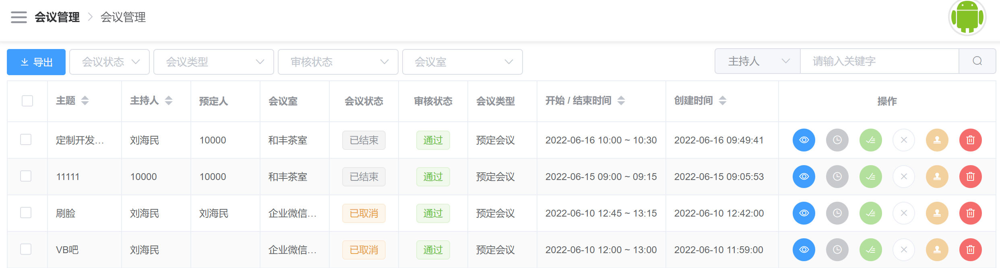 会议管理 > 会议管理
导出 会议状态 会议类型 审核状态 会议室 主持人 请输入关键字
主题 主持人 预定人 会议室 会议状态 审核状态 会议类型 开始 / 结束时间 创建时间 操作
定制开发... 刘海民 10000 和丰茶室 已结束 通过 预定会议 2022-06-16 10:00 ~ 10:30 2022-06-16 09:49:41
11111 10000 10000 和丰茶室 已结束 通过 预定会议 2022-06-15 09:00 ~ 09:15 2022-06-15 09:05:53
刷脸 刘海民 刘海民 企业微信... 已取消 通过 预定会议 2022-06-10 12:45 ~ 13:15 2022-06-10 12:42:00
VB吧 刘海民 企业微信... 已取消 通过 预定会议 2022-06-10 12:00 ~ 13:00 2022-06-10 11:59:00